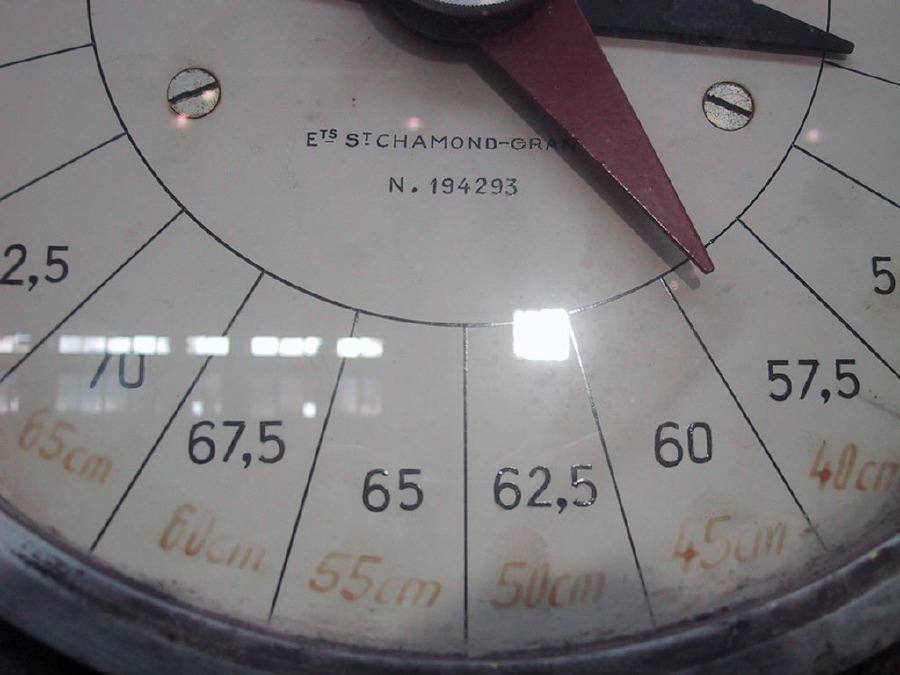 ETS ST CHAMOND-GRAN
N. 194293
2,5
70
67,5
65
62,5
60
57,5
5
65cm
60cm
55cm
50cm
45cm
40cm